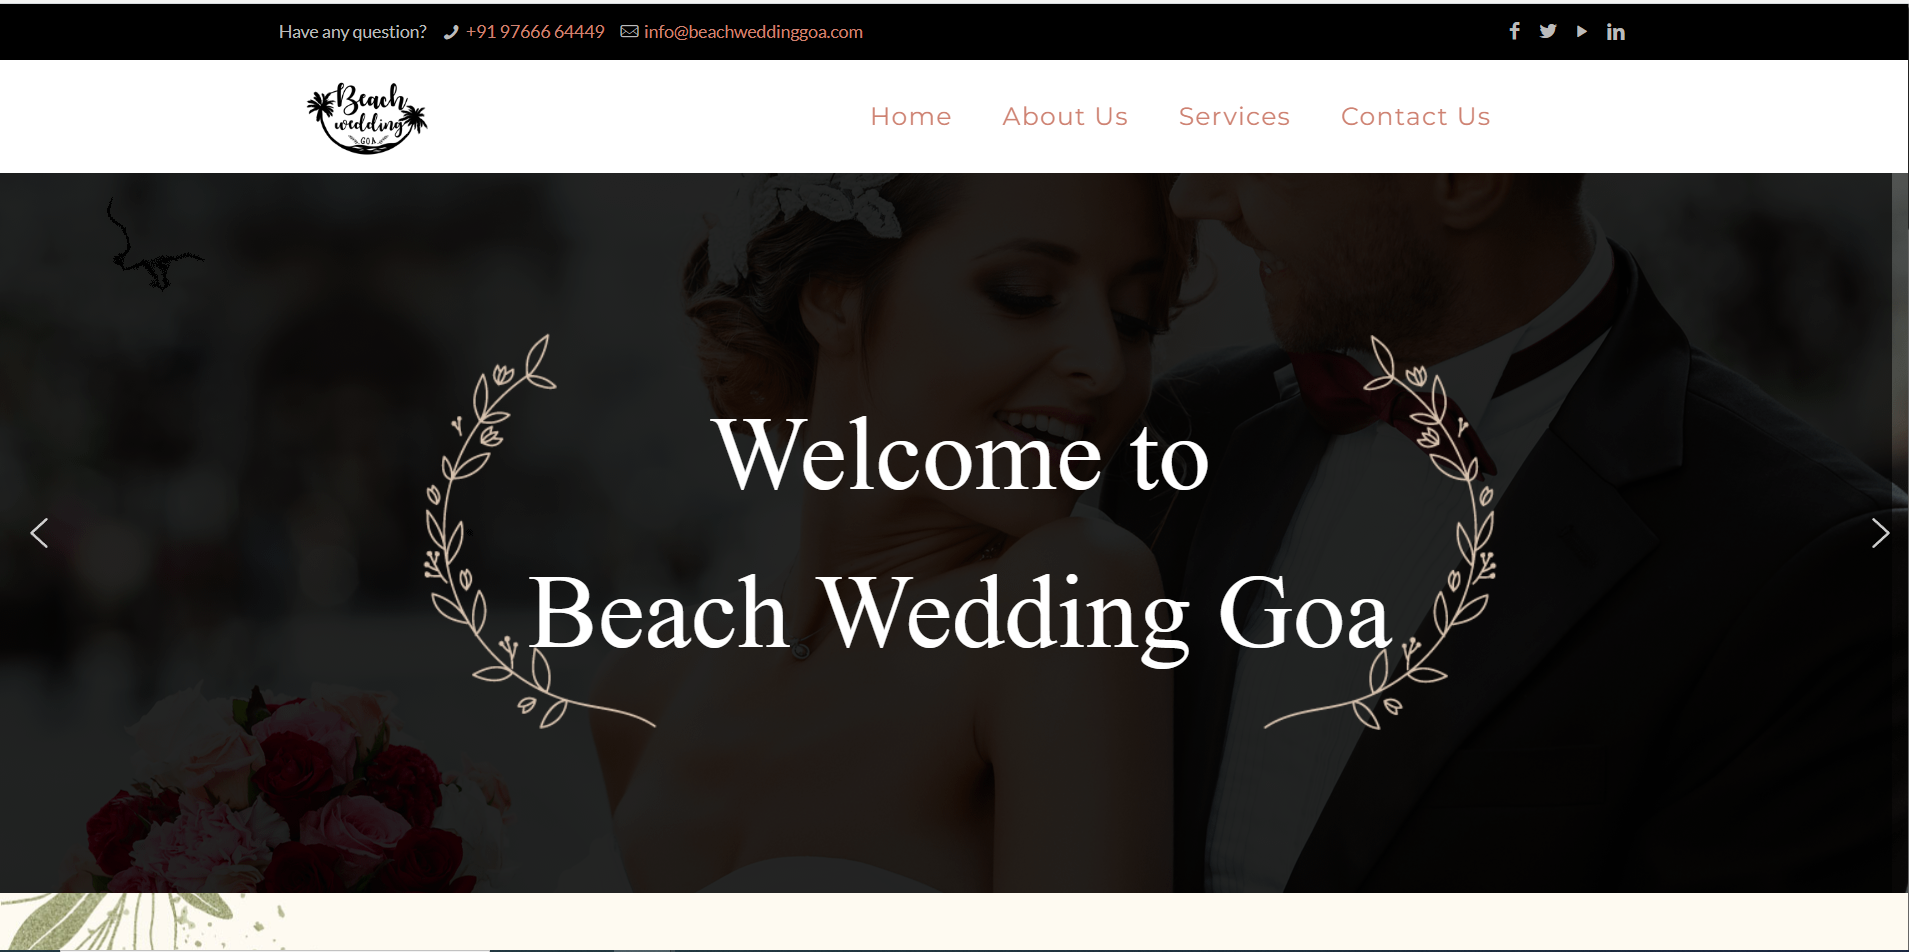 Have any question? +91 97666 64449 info@beachweddinggoa.com
Beach
wedding
GOA
Home About Us Services Contact Us
Welcome to
Beach Wedding Goa